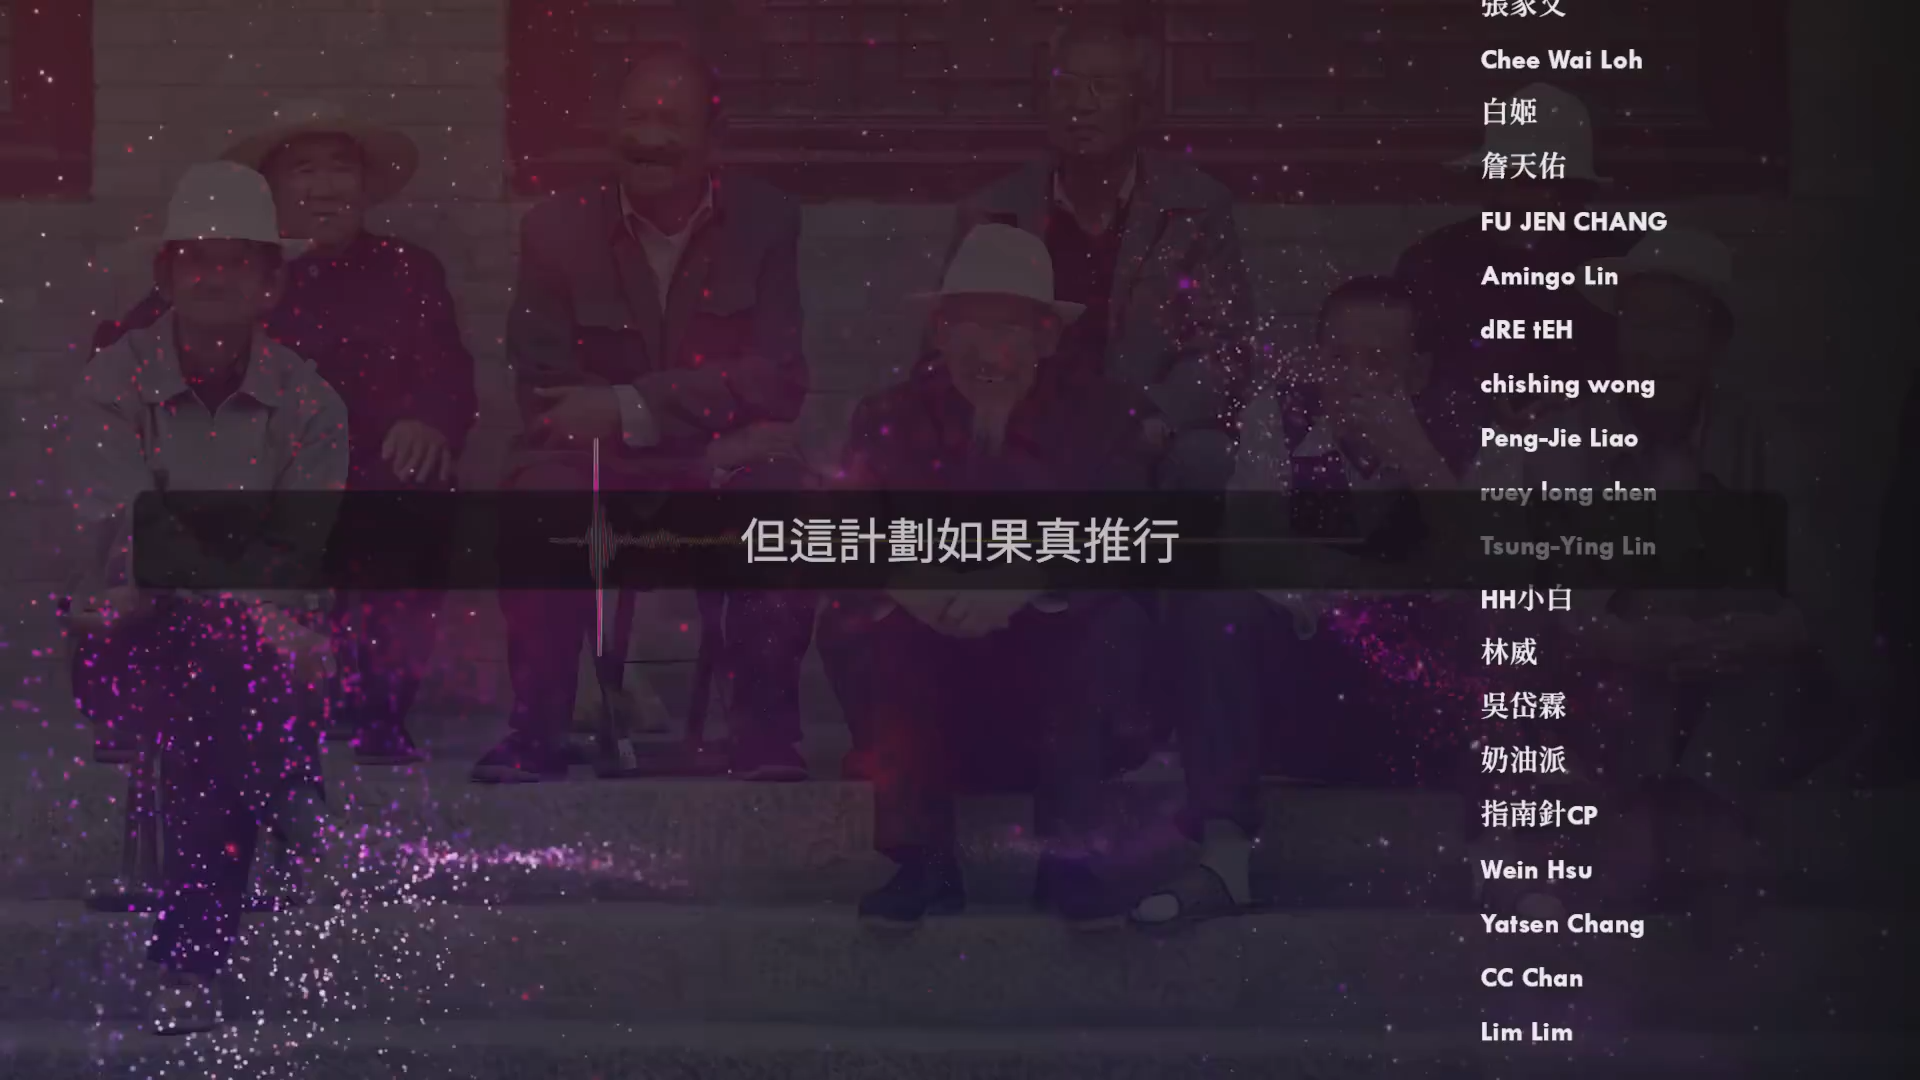 張家文
Chee Wai Loh
白姬
詹天佑
FU JEN CHANG
Amingo Lin
dRE tEH
chishing wong
Peng-Jie Liao
ruey long chen
但這計劃如果真推行
Tsung-Ying Lin
HH小白
林威
吳岱霖
奶油派
指南針CP
Wein Hsu
Yatsen Chang
CC Chan
Lim Lim